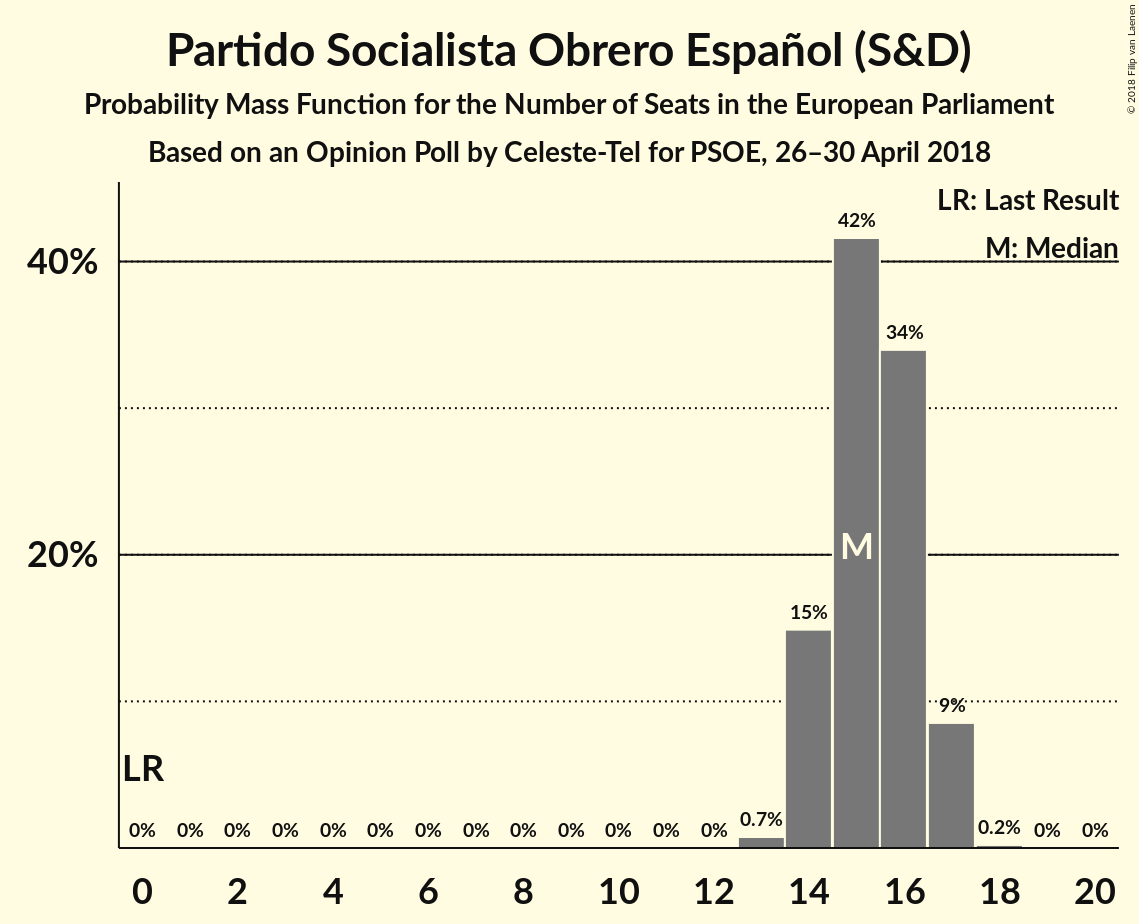 Partido Socialista Obrero Español (S&D)
Probability Mass Function for the Number of Seats in the European Parliament
Based on an Opinion Poll by Celeste-Tel for PSOE, 26–30 April 2018
© 2018 Filip van Laenen
LR: Last Result
M: Median
40%
20%
42%
34%
15%
9%
M
LR
0% 0% 0% 0% 0% 0% 0% 0% 0% 0% 0% 0% 0% 0.7% 0.2% 0% 0%
0 2 4 6 8 10 12 14 16 18 20